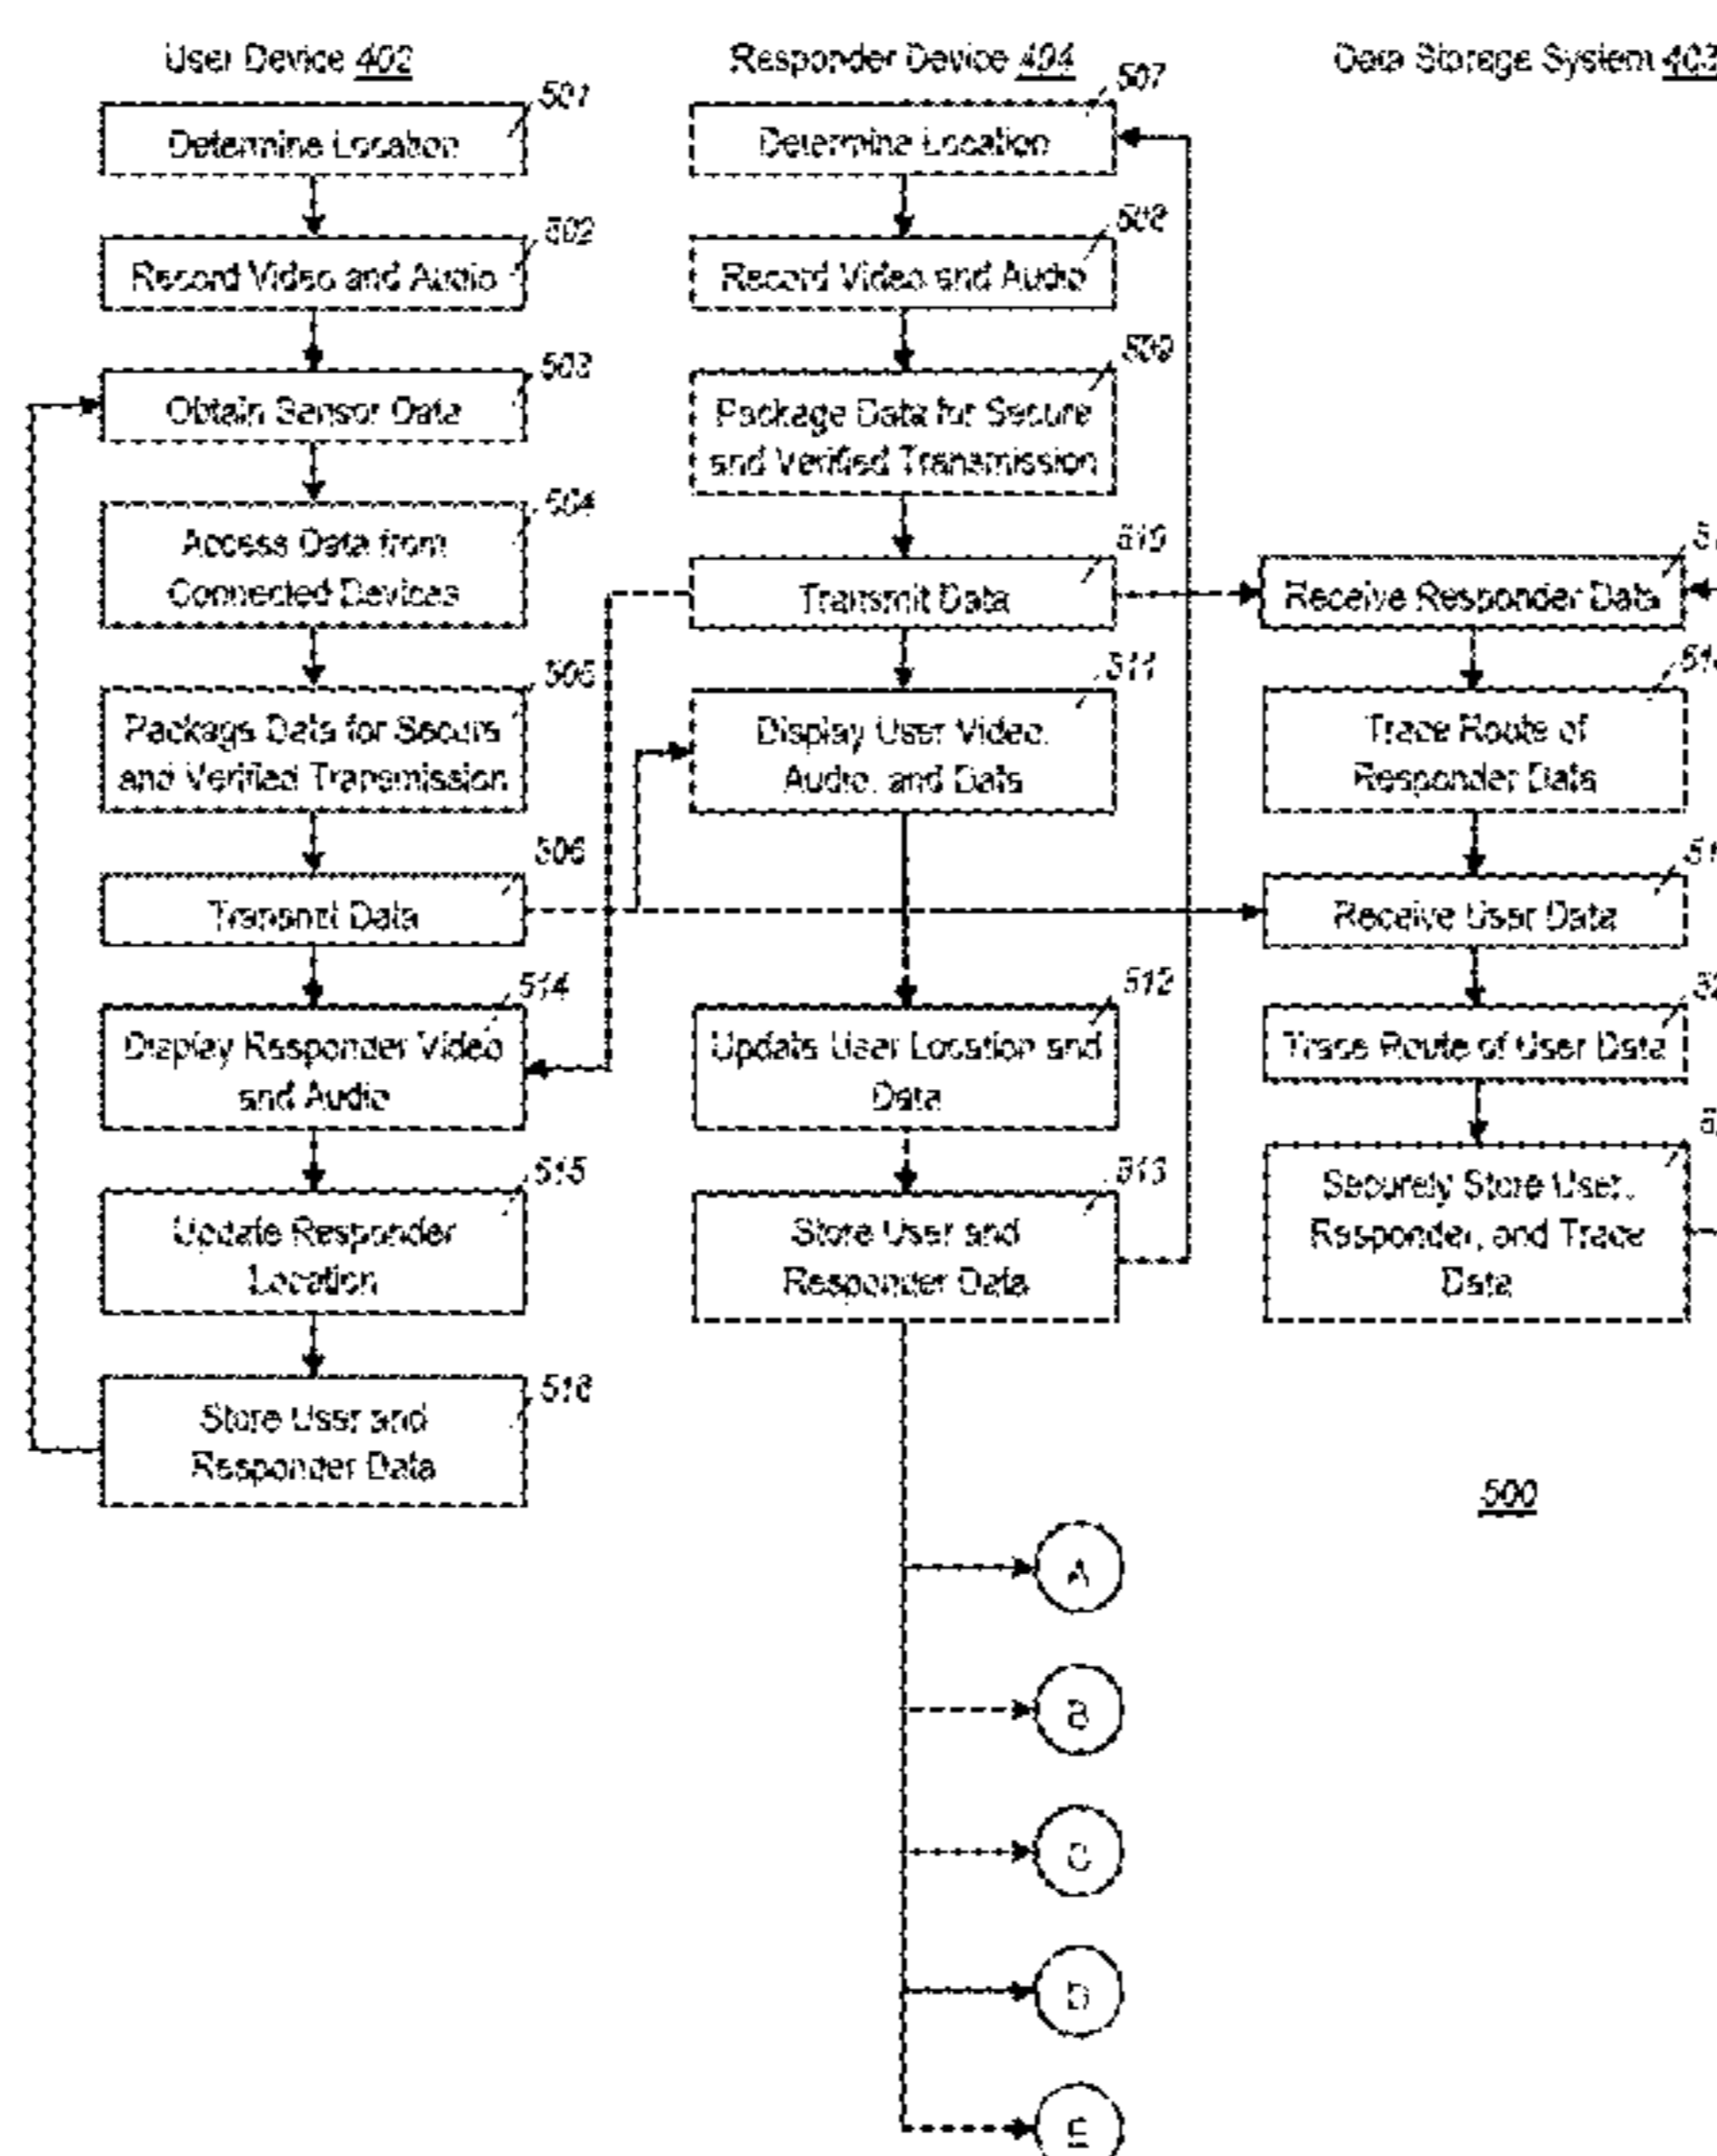 User Device 402
501
Determine Location
502
Record Video and Audio
503
Obtain Sensor Data
504
Access Data from
Connected Devices
505
Package Data for Secure
and Verified Transmission
506
Transmit Data
514
Display Responder Video
and Audio
515
Update Responder
Location
516
Store User and
Responder Data
Responder Device 404
507
Determine Location
508
Record Video and Audio
509
Package Data for Secure
and Verified Transmission
510
Transmit Data
511
Display User Video,
Audio, and Data
512
Update User Location and
Data
513
Store User and
Responder Data
A
B
C
D
E
Data Storage System 403
Receive Responder Data
Trace Route of
Responder Data
Receive User Data
Trace Route of User Data
Securely Store User,
Responder, and Trace
Data
500